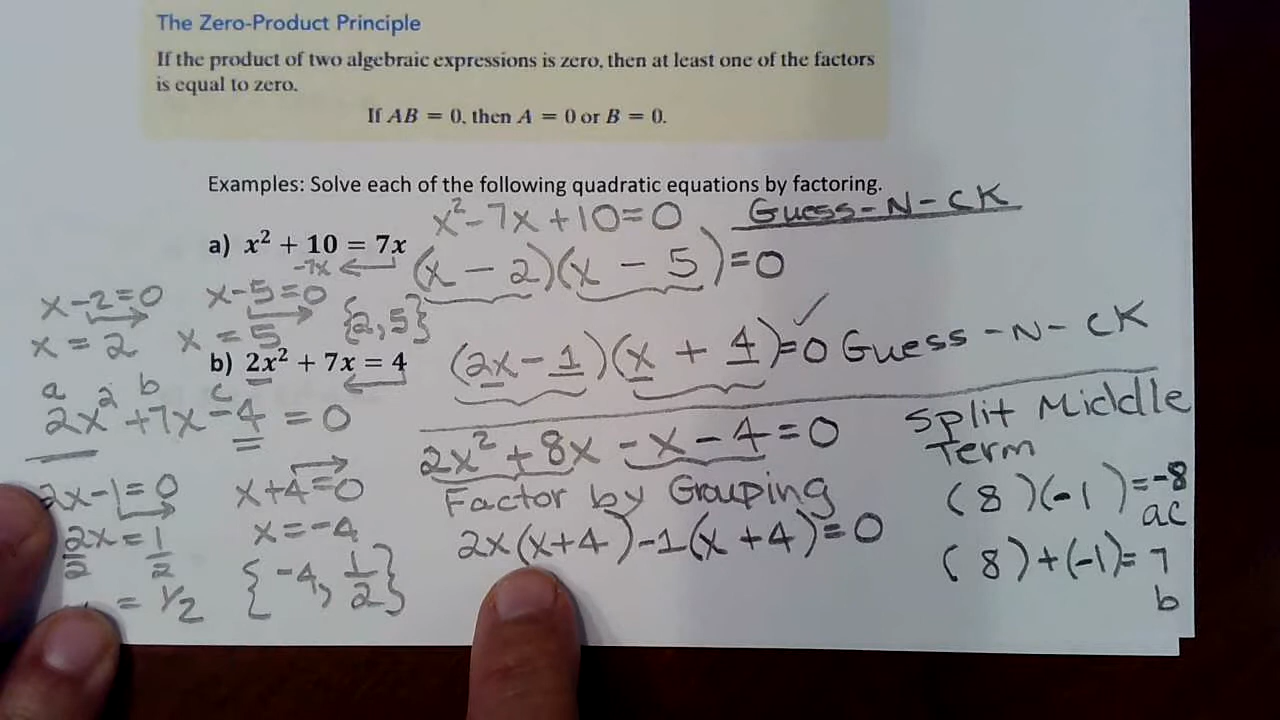 The Zero-Product Principle
If the product of two algebraic expressions is zero, then at least one of the factors
is equal to zero.
If AB = 0, then A = 0 or B = 0.
Examples: Solve each of the following quadratic equations by factoring.
x² - 7x + 10 = 0 Guess-N-CK
a) x² + 10 = 7x
-7x
(x - 2)(x - 5) = 0
x-2=0 x-5=0
x = 2 x = 5 {2,5}
b) 2x² + 7x = 4
(2x - 1)(x + 4) = 0 ✓ Guess-N-CK
a b c
2x² + 7x - 4 = 0
2x² + 8x - x - 4 = 0
Split Middle
Term
2x-1=0 x+4=0
Factor by Grouping
(8)(-1) = -8
ac
2x/2 = 1/2 x = -4
2x(x+4) -1(x+4) = 0
(8)+(-1) = 7
b
= 1/2 {-4, 1/2}